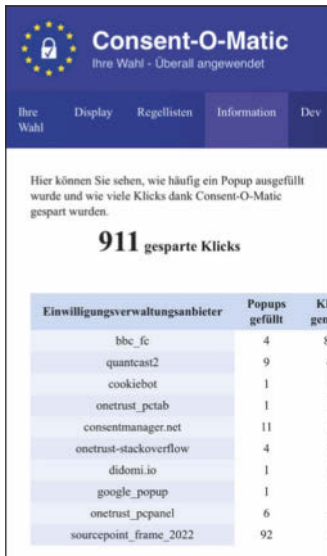 Consent-O-Matic
Ihre Wahl - Überall angewendet
Ihre Wahl Display Regellisten Information Dev
Hier können Sie sehen, wie häufig ein Popup ausgefüllt
wurde und wie viele Klicks dank Consent-O-Matic
gespart wurden.
911 gesparte Klicks
Einwilligungsverwaltungsanbieter Popups gefüllt
bbc_fc 4
quantcast2 9
cookiebot 1
onetrust_pctab 1
consentmanager.net 11
onetrust-stackoverflow 4
didomi.io 1
google_popup 1
onetrust_pcpanel 6
sourcepoint_frame_2022 92